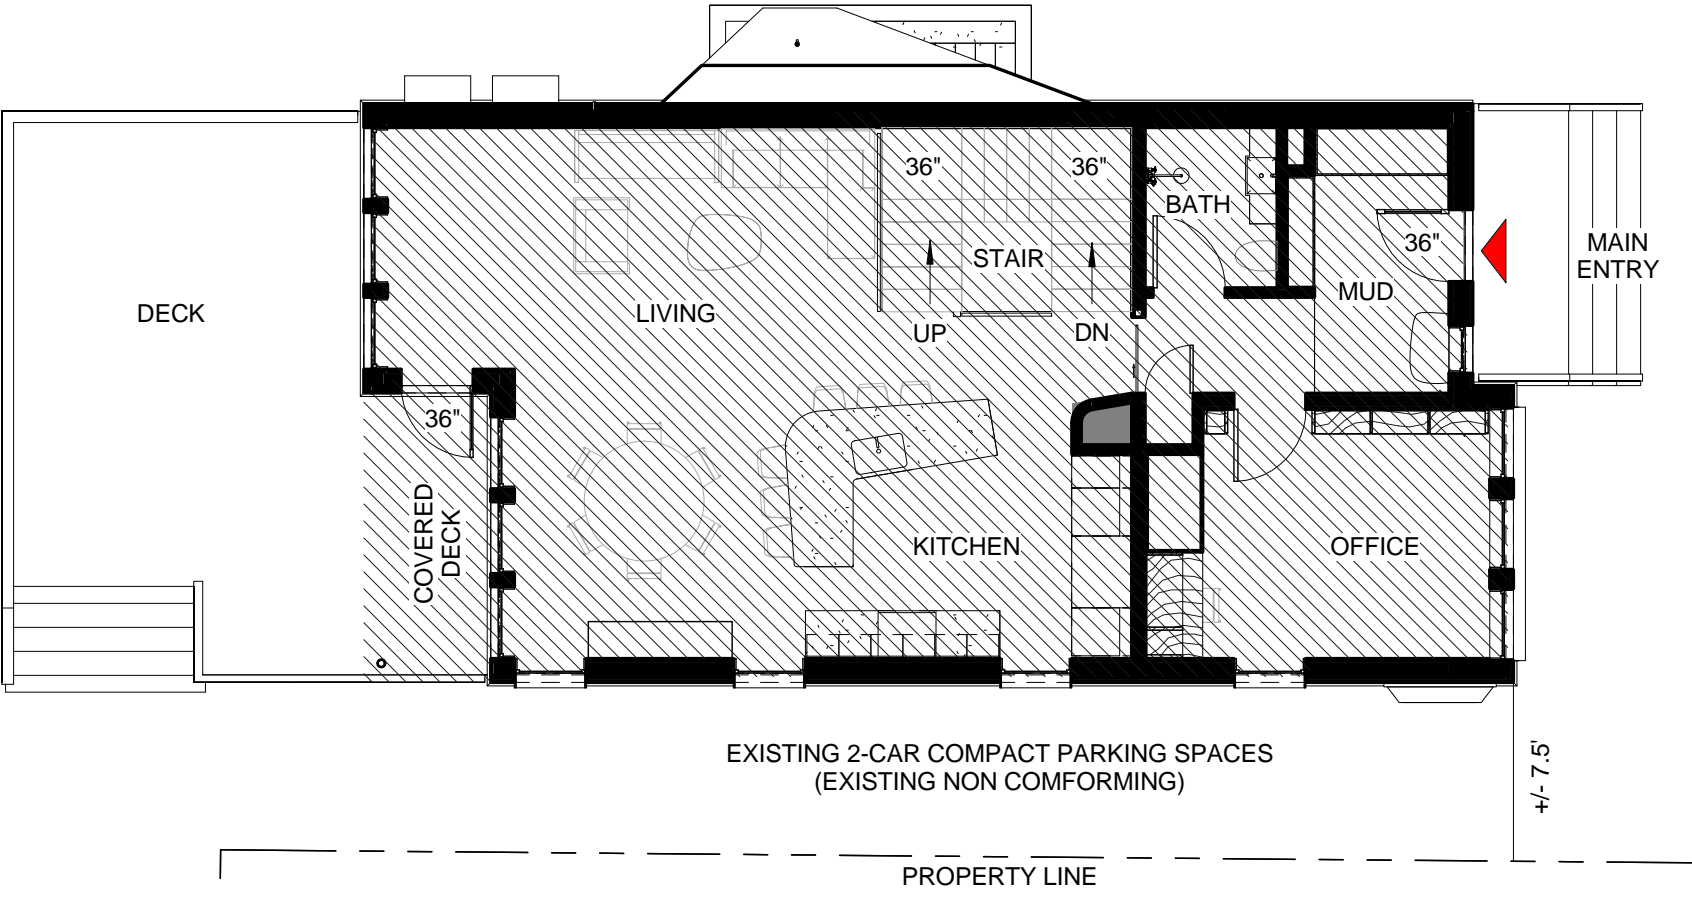 36"
36"
BATH
MAIN
ENTRY
36"
STAIR
MUD
DECK
LIVING
UP
DN
36"
COVERED
DECK
KITCHEN
OFFICE
EXISTING 2-CAR COMPACT PARKING SPACES
(EXISTING NON COMFORMING)
+/- 7.5'
PROPERTY LINE